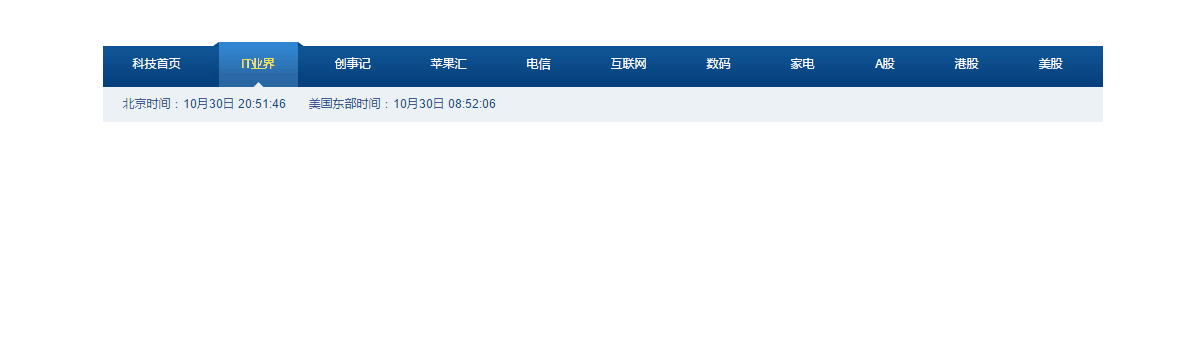 科技首页 IT业界 创事记 苹果汇 电信 互联网 数码 家电 A股 港股 美股
北京时间：10月30日 20:51:46 美国东部时间：10月30日 08:52:06